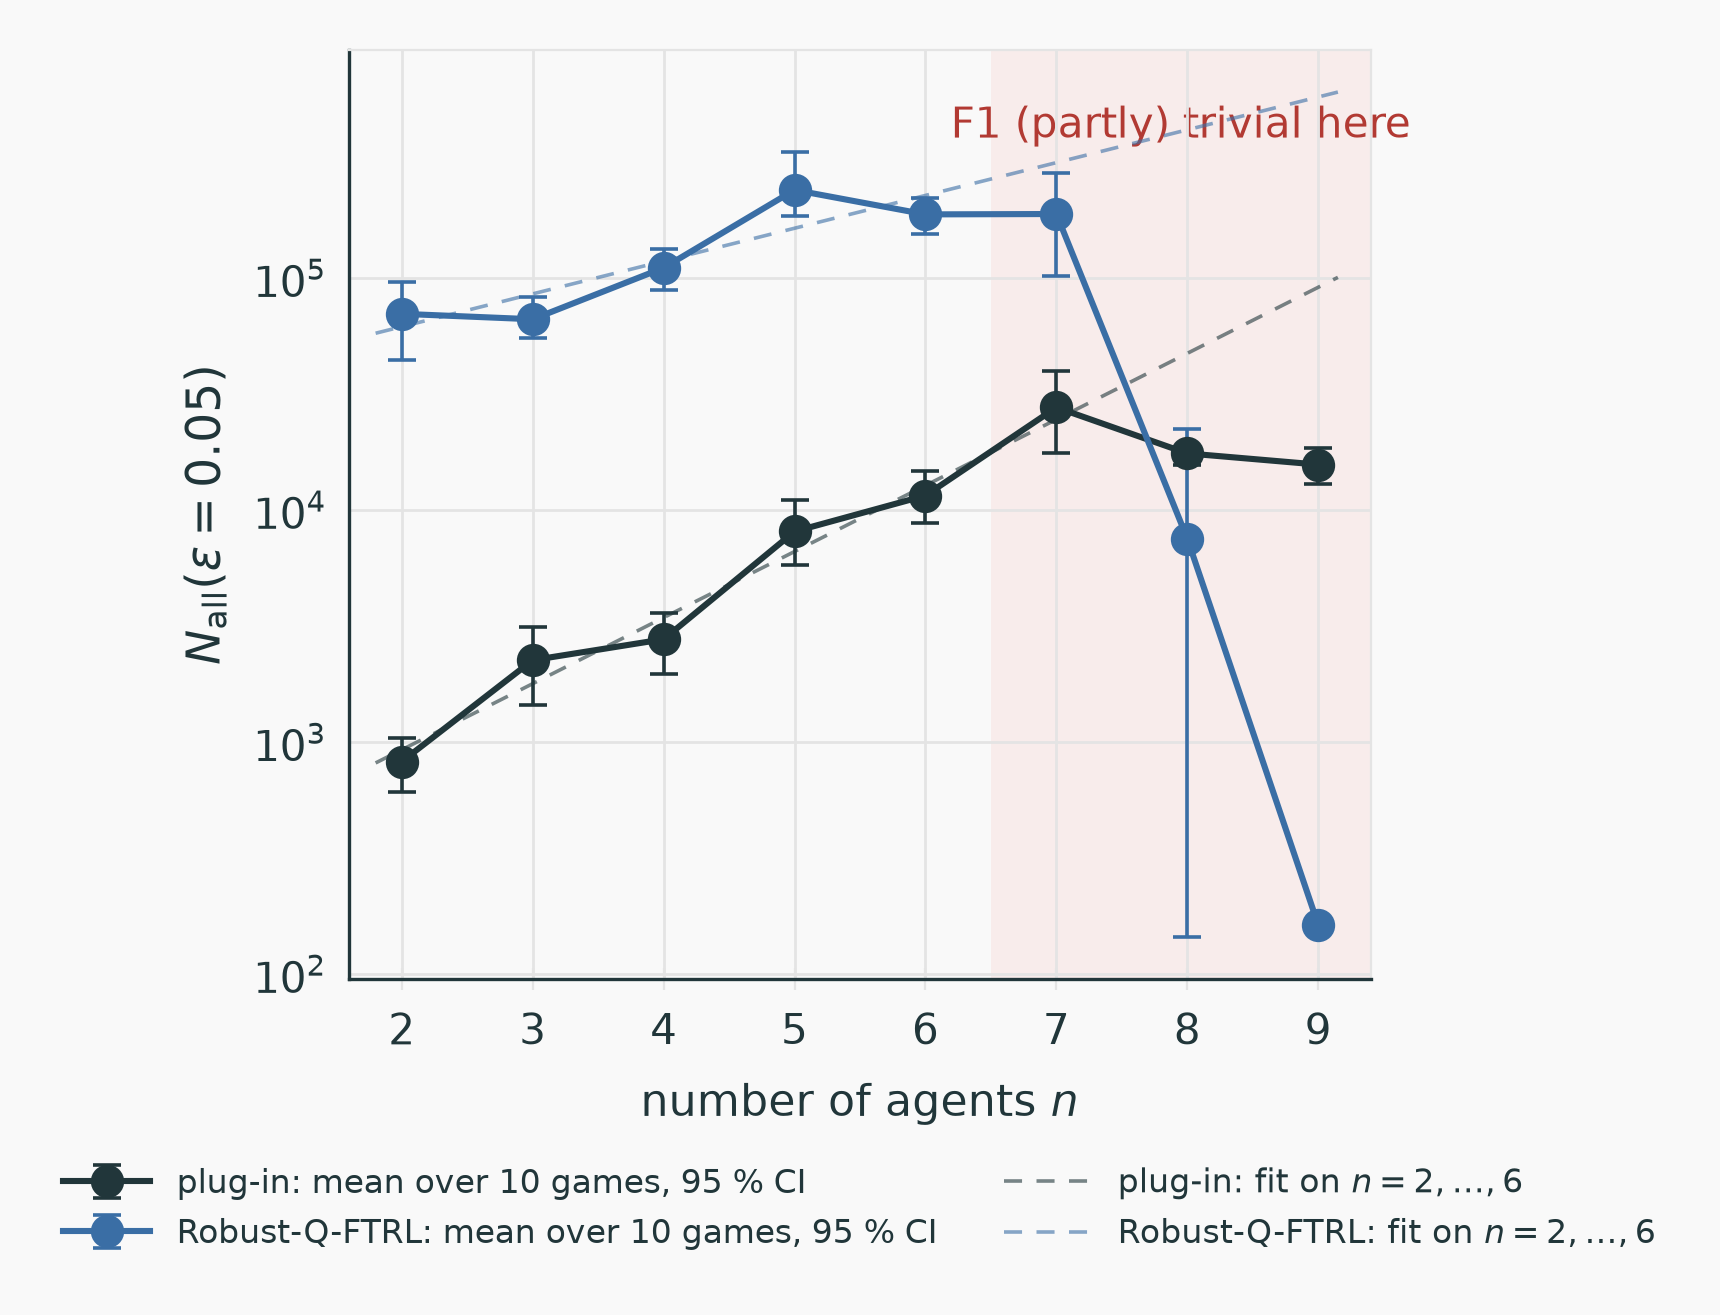 F1 (partly) trivial here
N_all(ε = 0.05)
10⁵
10⁴
10³
10²
2 3 4 5 6 7 8 9
number of agents n
plug-in: mean over 10 games, 95 % CI
Robust-Q-FTRL: mean over 10 games, 95 % CI
plug-in: fit on n = 2, ..., 6
Robust-Q-FTRL: fit on n = 2, ..., 6